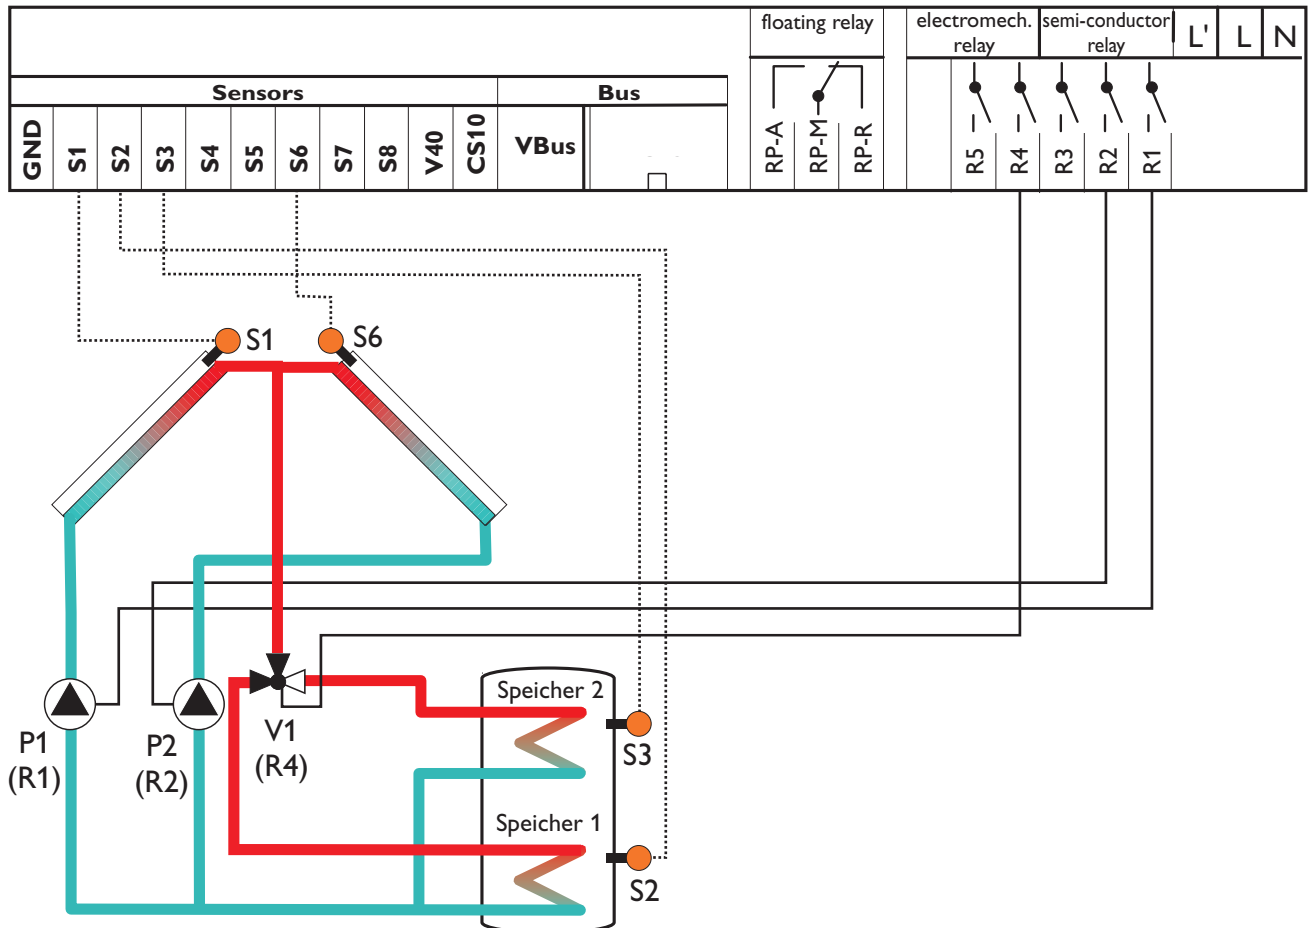 floating relay
electromech.
relay
semi-conductor
relay
L'
L
N
Sensors
Bus
GND
S1
S2
S3
S4
S5
S6
S7
S8
V40
CS10
VBus
RP-A
RP-M
RP-R
R5
R4
R3
R2
R1
S1
S6
P1
(R1)
P2
(R2)
V1
(R4)
Speicher 2
S3
Speicher 1
S2